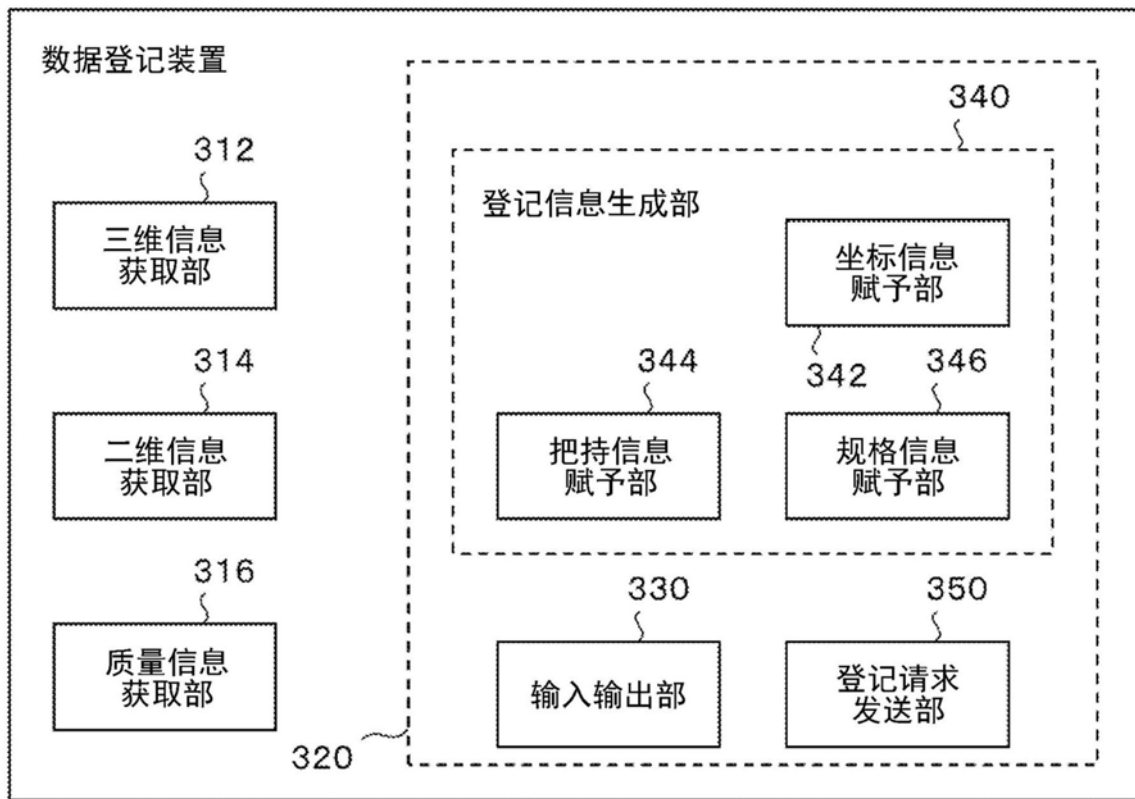 数据登记装置
340
312
登记信息生成部
三维信息
获取部
坐标信息
赋予部
342
314
344
346
二维信息
获取部
把持信息
赋予部
规格信息
赋予部
316
330
350
质量信息
获取部
输入输出部
登记请求
发送部
320